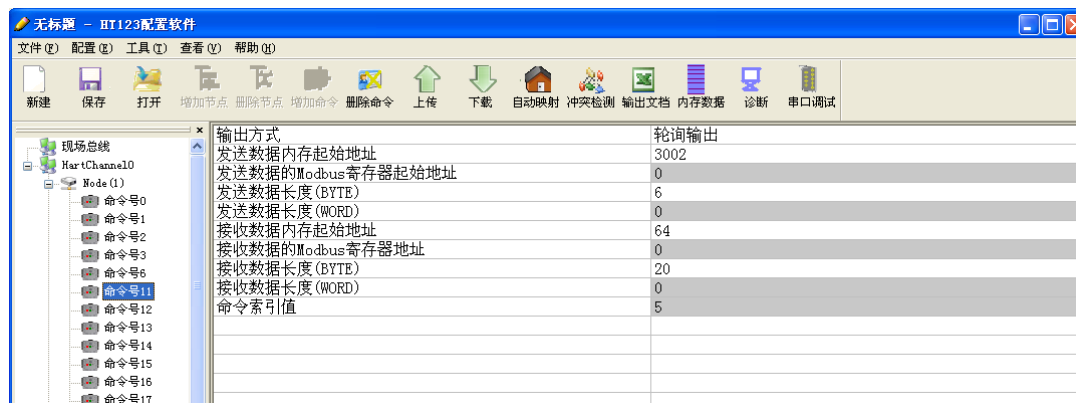 无标题 - HT123配置软件
文件(F) 配置(E) 工具(T) 查看(V) 帮助(H)
新建 保存 打开 增加节点 删除节点 增加命令 删除命令 上传 下载 自动映射 冲突检测 输出文档 内存数据 诊断 串口调试
现场总线
HartChannel0
Node(1)
命令号0
命令号1
命令号2
命令号3
命令号6
命令号11
命令号12
命令号13
命令号14
命令号15
命令号16
命令号17
输出方式 轮询输出
发送数据内存起始地址 3002
发送数据的Modbus寄存器起始地址 0
发送数据长度(BYTE) 6
发送数据长度(WORD) 0
接收数据内存起始地址 64
接收数据的Modbus寄存器地址 0
接收数据长度(BYTE) 20
接收数据长度(WORD) 0
命令索引值 5